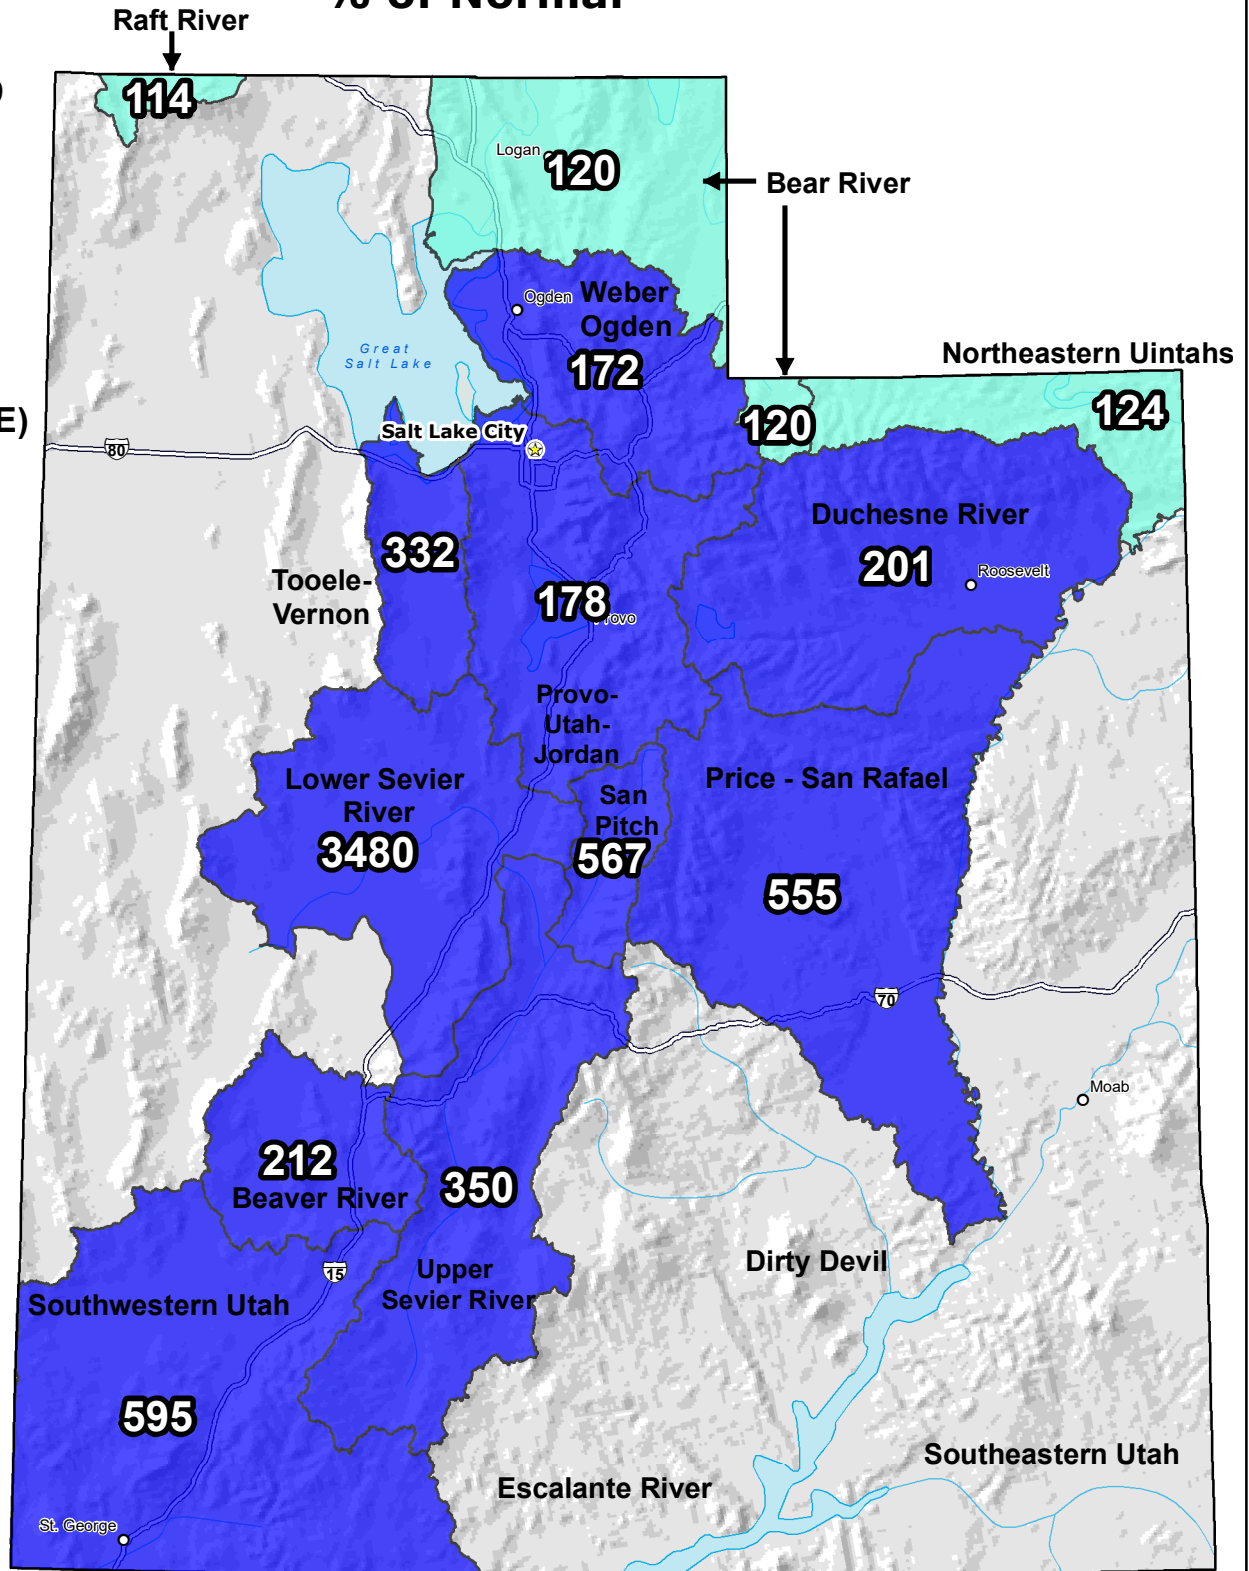 % of Normal
Raft River
)
114
Logan
120
Bear River
Ogden
Weber
Ogden
172
Great
Salt Lake
Northeastern Uintahs
124
120
E)
Salt Lake City
80
Duchesne River
332
201
Roosevelt
Tooele-
Vernon
178
Provo-
Utah-
Jordan
Lower Sevier
River
3480
San
Pitch
567
Price - San Rafael
555
70
Moab
212
Beaver River
350
Dirty Devil
15
Upper
Sevier River
Southwestern Utah
595
Southeastern Utah
Escalante River
St. George